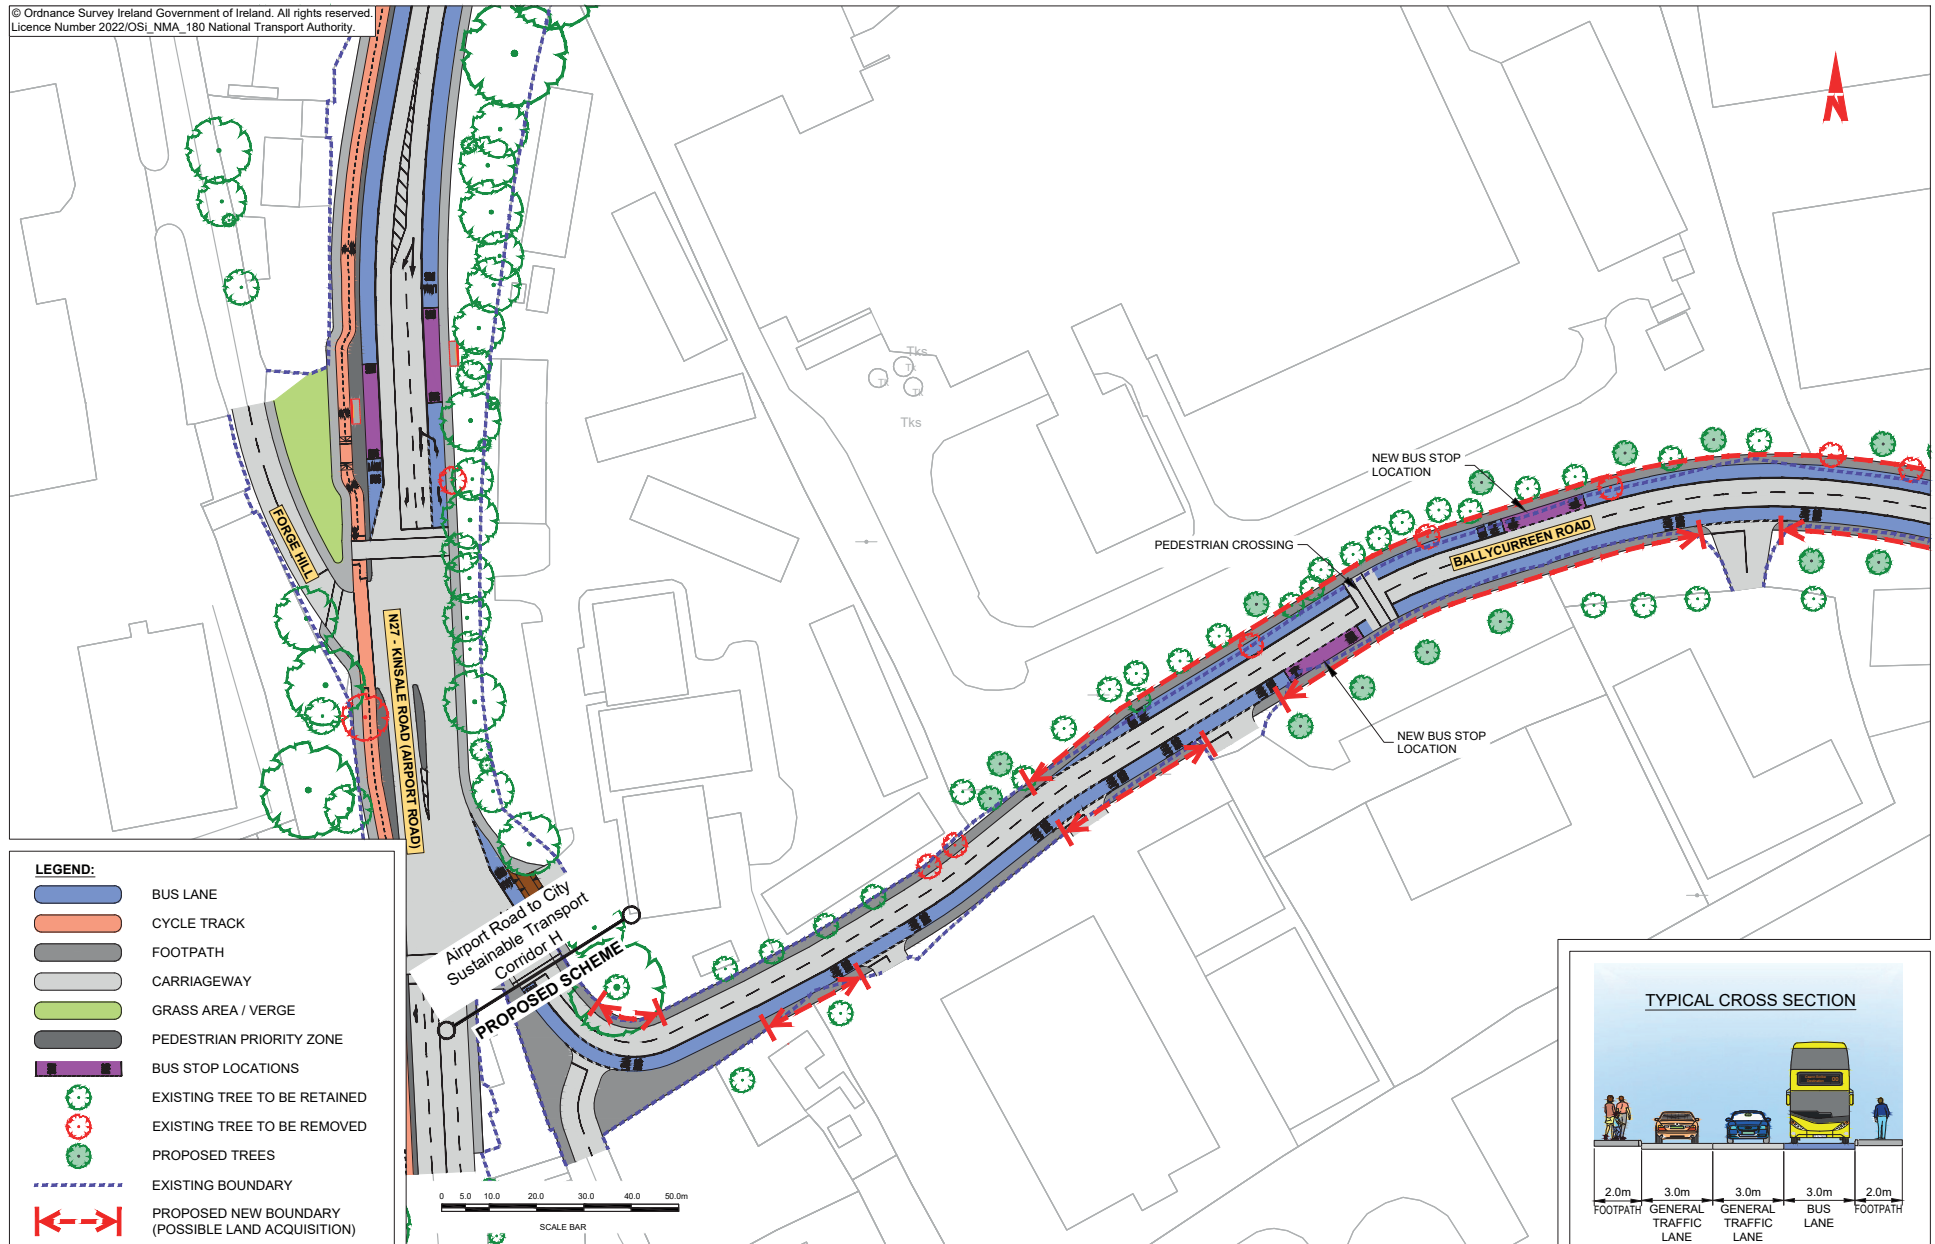 © Ordnance Survey Ireland Government of Ireland. All rights reserved.
Licence Number 2022/OSi_NMA_180 National Transport Authority.
N
Tks
Tk
Tk
Tk
Tks
NEW BUS STOP
LOCATION
PEDESTRIAN CROSSING
BALLYCURREEN ROAD
FORGE HILL
N27 - KINSALE ROAD (AIRPORT ROAD)
NEW BUS STOP
LOCATION
Airport Road to City
Sustainable Transport
Corridor H
PROPOSED SCHEME
LEGEND:
BUS LANE
CYCLE TRACK
FOOTPATH
CARRIAGEWAY
GRASS AREA / VERGE
PEDESTRIAN PRIORITY ZONE
BUS STOP LOCATIONS
EXISTING TREE TO BE RETAINED
EXISTING TREE TO BE REMOVED
PROPOSED TREES
EXISTING BOUNDARY
PROPOSED NEW BOUNDARY
(POSSIBLE LAND ACQUISITION)
0 5.0 10.0 20.0 30.0 40.0 50.0m
SCALE BAR
TYPICAL CROSS SECTION
2.0m 3.0m 3.0m 3.0m 2.0m
FOOTPATH GENERAL GENERAL BUS FOOTPATH
TRAFFIC TRAFFIC LANE
LANE LANE